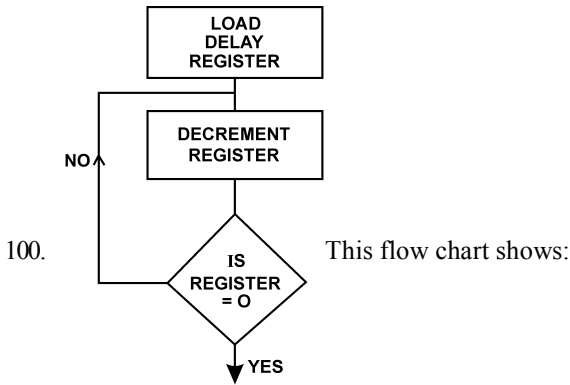 LOAD
DELAY
REGISTER
DECREMENT
REGISTER
NO
100.
This flow chart shows:
IS
REGISTER
= O
YES